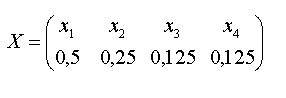 X = ( x₁ x₂ x₃ x₄
0,5 0,25 0,125 0,125 )